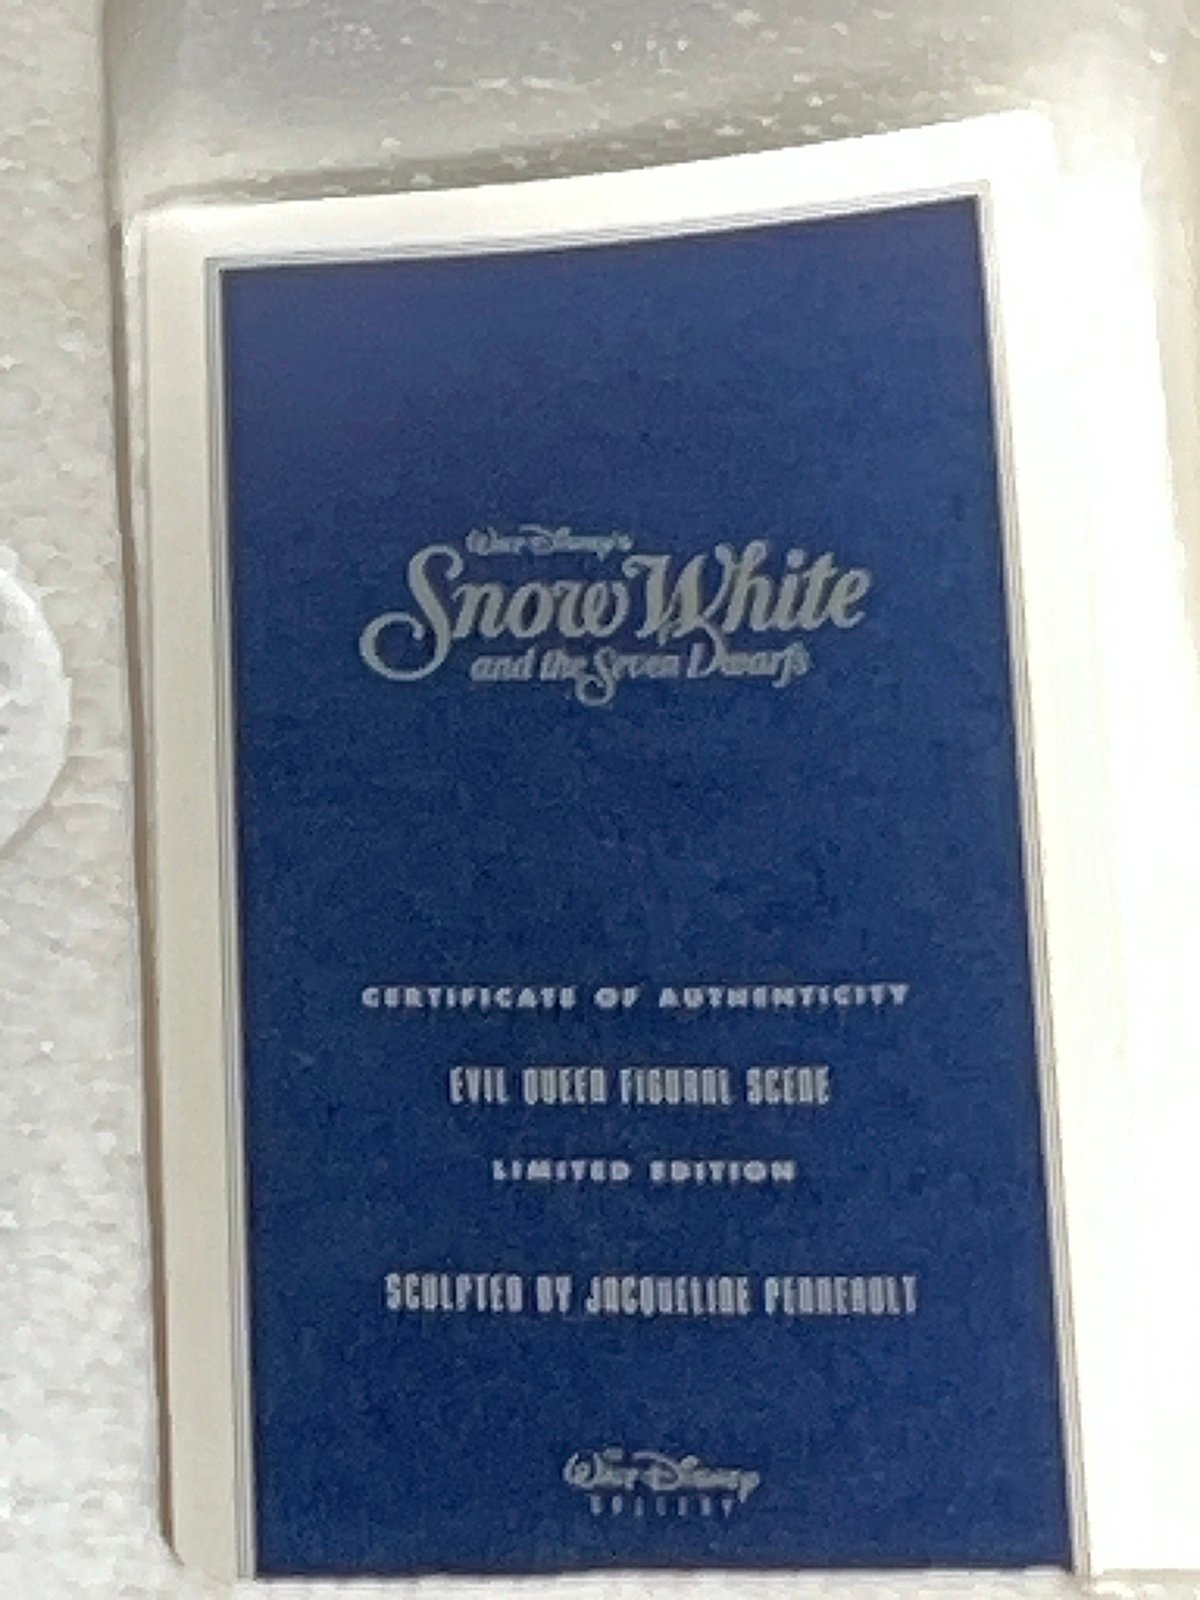 Walt Disney's
Snow White
and the Seven Dwarfs
CERTIFICATE OF AUTHENTICITY
EVIL QUEEN FIGURAL SCENE
LIMITED EDITION
SCULPTED BY JACQUELINE PERREAULT
Walt Disney
GALLERY